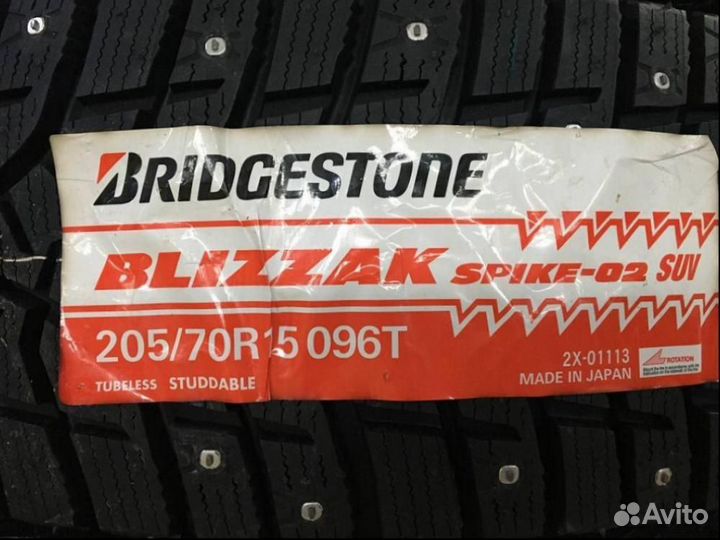 BRIDGESTONE
BLIZZAK SPIKE-02 SUV
205/70R15 096T
TUBELESS STUDDABLE
2X-01113
MADE IN JAPAN
ROTATION
Avito